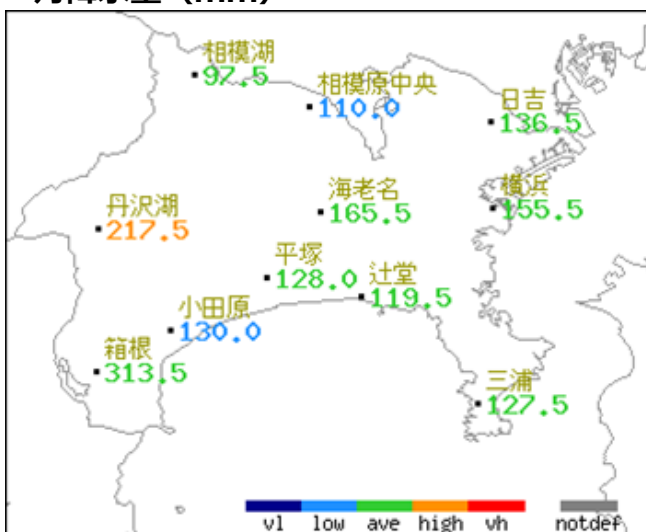 相模湖
97.5
相模原中央
110.0
日吉
136.5
海老名
165.5
横浜
155.5
丹沢湖
217.5
平塚
128.0
辻堂
119.5
小田原
130.0
箱根
313.5
三浦
127.5
vl low ave high vh notdef